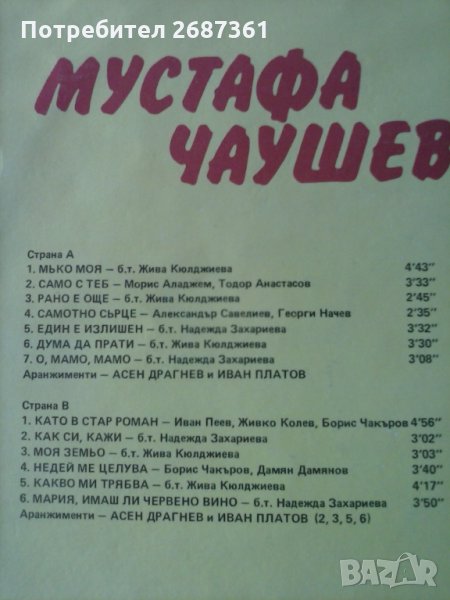 Потребител 2687361
МУСТАФА
ЧАУШЕВ
Страна А
1. МЪКО МОЯ – б.т. Жива Кюлджиева 4'43''
2. САМО С ТЕБ – Морис Аладжем, Тодор Анастасов 3'33''
3. РАНО Е ОЩЕ – б.т. Жива Кюлджиева 2'45''
4. САМОТНО СЪРЦЕ – Александър Савелиев, Георги Начев 2'35''
5. ЕДИН Е ИЗЛИШЕН – б.т. Надежда Захариева 3'32''
6. ДУМА ДА ПРАТИ – б.т. Жива Кюлджиева 3'30''
7. О, МАМО, МАМО – б.т. Надежда Захариева 3'08''
Аранжименти – АСЕН ДРАГНЕВ и ИВАН ПЛАТОВ
Страна В
1. КАТО В СТАР РОМАН – Иван Пеев, Живко Колев, Борис Чакъров 4'56''
2. КАК СИ, КАЖИ – б.т. Надежда Захариева 3'02''
3. МОЯ ЗЕМЬО – б.т. Жива Кюлджиева 3'03''
4. НЕДЕЙ МЕ ЦЕЛУВА – Борис Чакъров, Дамян Дамянов 3'40''
5. КАКВО МИ ТРЯБВА – б.т. Жива Кюлджиева 4'17''
6. МАРИЯ, ИМАШ ЛИ ЧЕРВЕНО ВИНО – б.т. Надежда Захариева 3'50''
Аранжименти – АСЕН ДРАГНЕВ и ИВАН ПЛАТОВ (2, 3, 5, 6)
BAZAR